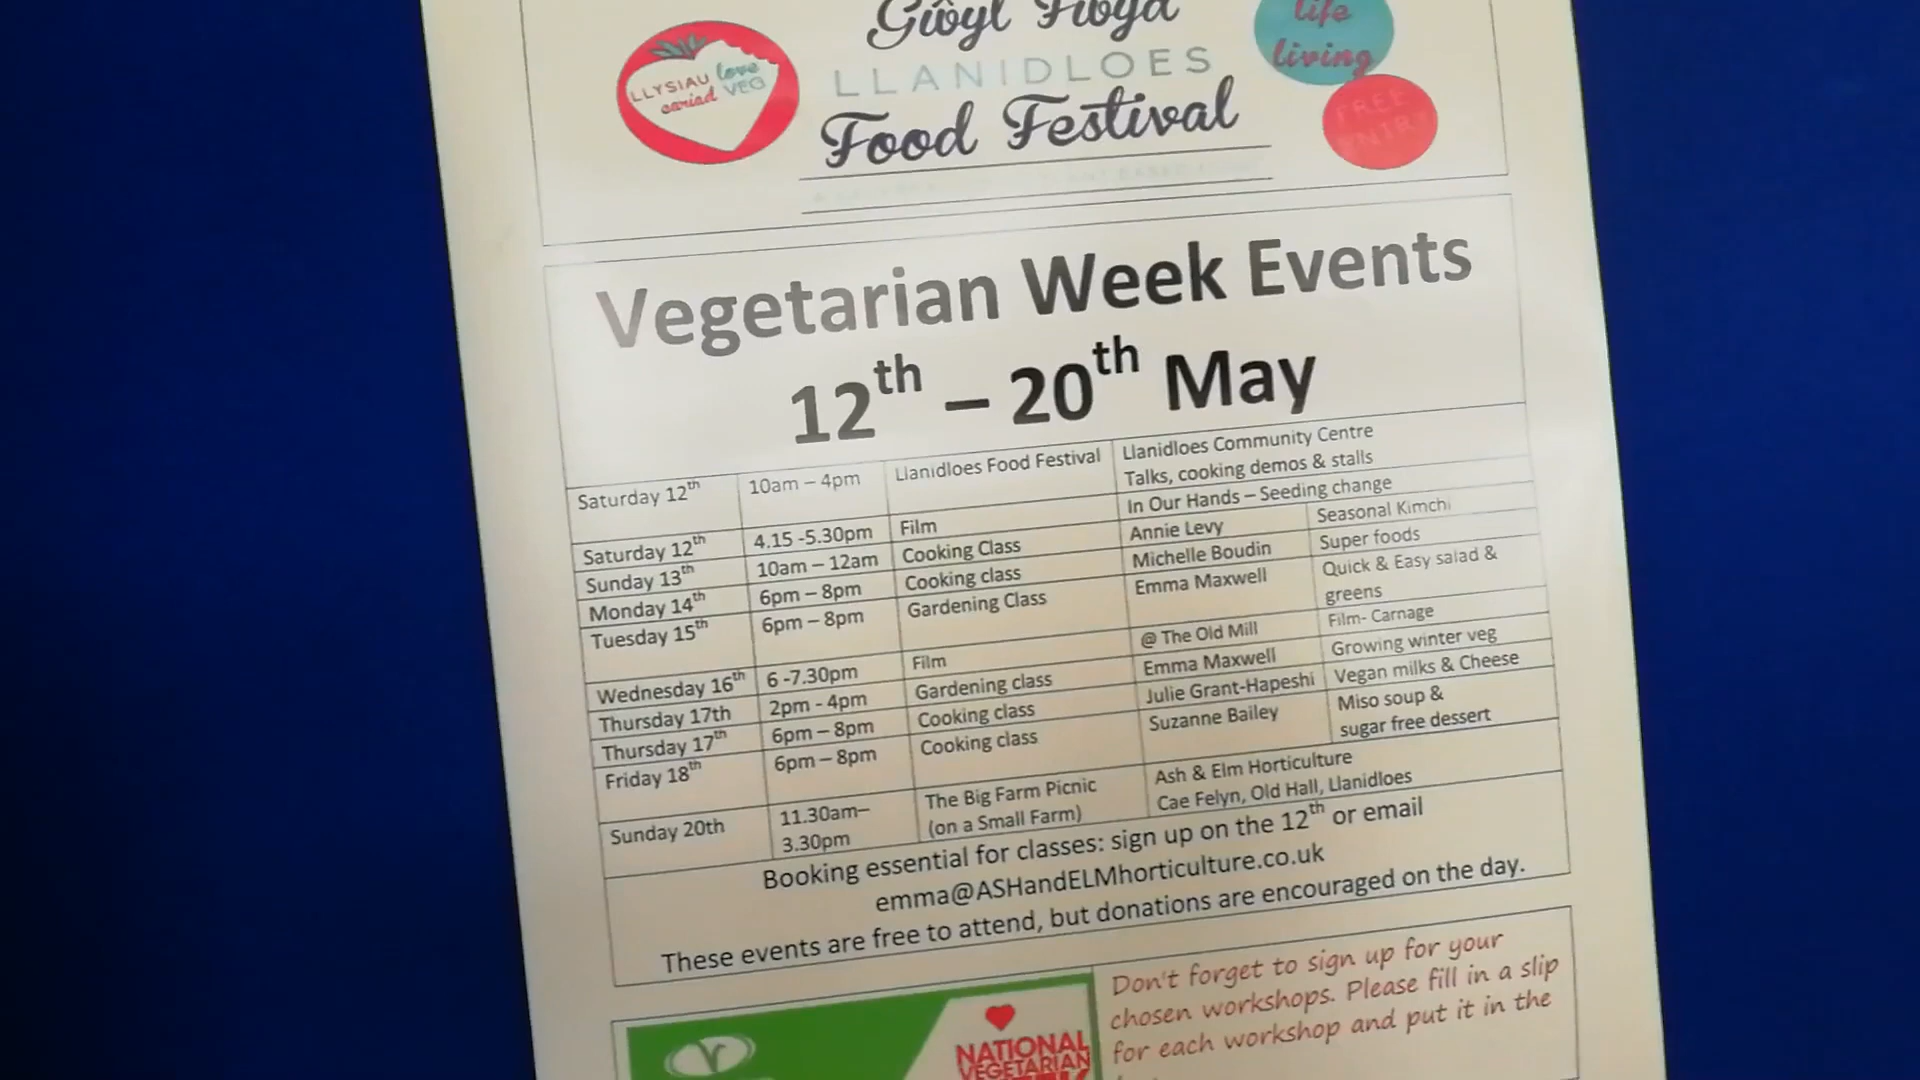 Gŵyl Fwyd
LLANIDLOES
Food Festival
LLYSIAU love
cariad VEG
life
living
FREE
ENTRY
Vegetarian Week Events
12th – 20th May
Saturday 12th 10am – 4pm Llanidloes Food Festival Llanidloes Community Centre
Talks, cooking demos & stalls
Saturday 12th 4.15 -5.30pm Film In Our Hands – Seeding change
Sunday 13th 10am – 12am Cooking Class Annie Levy Seasonal Kimchi
Monday 14th 6pm – 8pm Cooking class Michelle Boudin Super foods
Tuesday 15th 6pm – 8pm Gardening Class Emma Maxwell Quick & Easy salad &
greens
Wednesday 16th 6 -7.30pm Film @ The Old Mill Film- Carnage
Thursday 17th 2pm - 4pm Gardening class Emma Maxwell Growing winter veg
Thursday 17th 6pm – 8pm Cooking class Julie Grant-Hapeshi Vegan milks & Cheese
Friday 18th 6pm – 8pm Cooking class Suzanne Bailey Miso soup &
sugar free dessert
Sunday 20th 11.30am– The Big Farm Picnic Ash & Elm Horticulture
3.30pm (on a Small Farm) Cae Felyn, Old Hall, Llanidloes
Booking essential for classes: sign up on the 12th or email
emma@ASHandELMhorticulture.co.uk
These events are free to attend, but donations are encouraged on the day.
Don't forget to sign up for your
chosen workshops. Please fill in a slip
for each workshop and put it in the
NATIONAL
VEGETARIAN